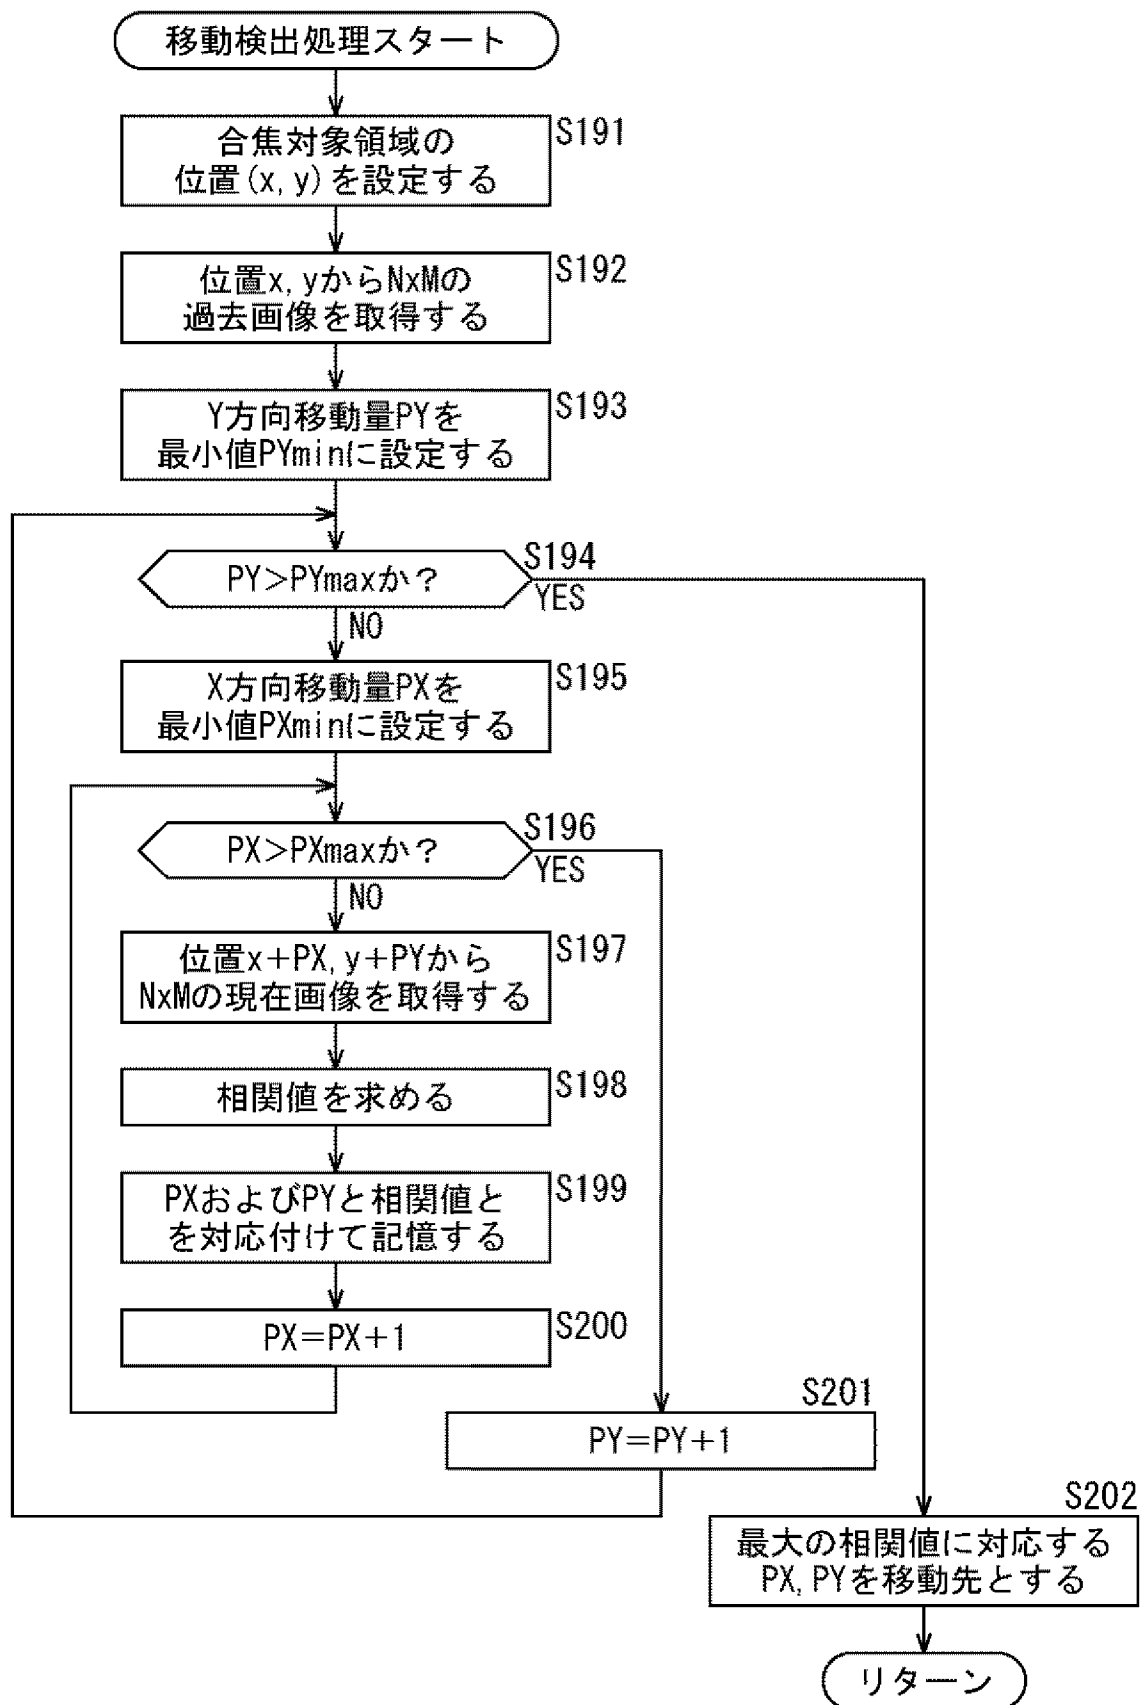 移動検出処理スタート
S191
合焦対象領域の
位置(x, y)を設定する
S192
位置x, yからNxMの
過去画像を取得する
S193
Y方向移動量PYを
最小値PYminに設定する
S194
PY>PYmaxか？
YES
NO
S195
X方向移動量PXを
最小値PXminに設定する
S196
PX>PXmaxか？
YES
NO
S197
位置x+PX, y+PYから
NxMの現在画像を取得する
S198
相関値を求める
S199
PXおよびPYと相関値と
を対応付けて記憶する
S200
PX=PX+1
S201
PY=PY+1
S202
最大の相関値に対応する
PX, PYを移動先とする
リターン